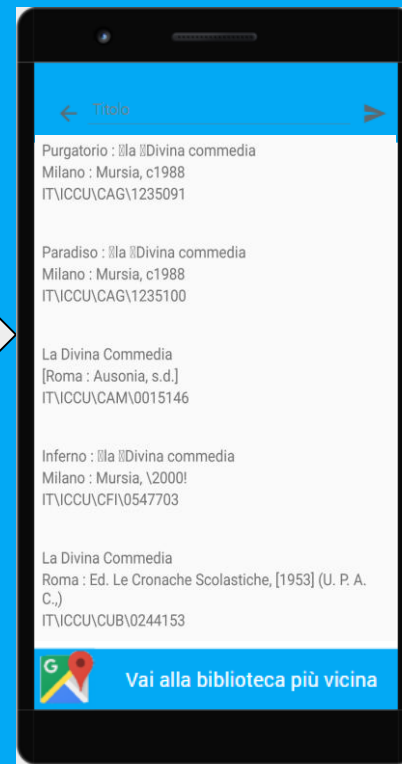 Titolo
Purgatorio : la Divina commedia
Milano : Mursia, c1988
IT\ICCU\CAG\1235091
Paradiso : la Divina commedia
Milano : Mursia, c1988
IT\ICCU\CAG\1235100
La Divina Commedia
[Roma : Ausonia, s.d.]
IT\ICCU\CAM\0015146
Inferno : la Divina commedia
Milano : Mursia, \2000!
IT\ICCU\CFI\0547703
La Divina Commedia
Roma : Ed. Le Cronache Scolastiche, [1953] (U. P. A.
C.,)
IT\ICCU\CUB\0244153
G
Vai alla biblioteca più vicina